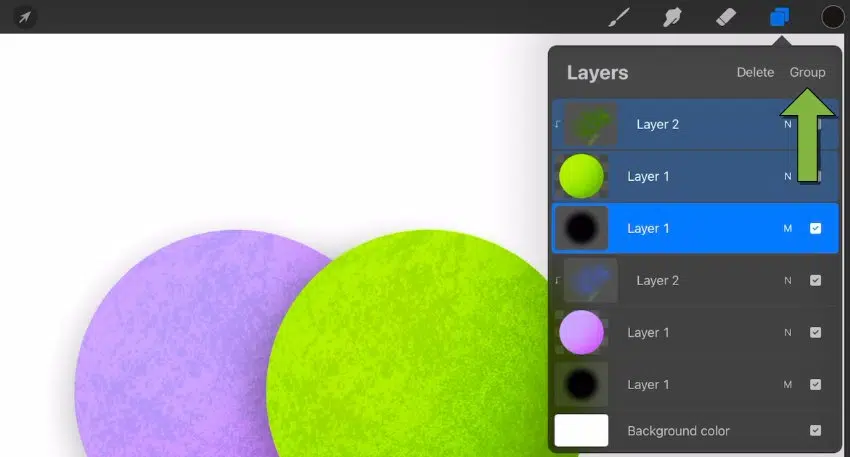 Layers Delete Group
Layer 2 N
Layer 1 N
Layer 1 M
Layer 2 N
Layer 1 N
Layer 1 M
Background color